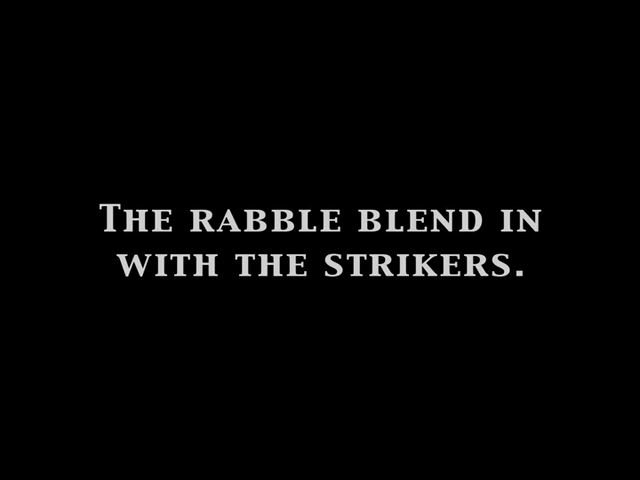 The rabble blend in
with the strikers.